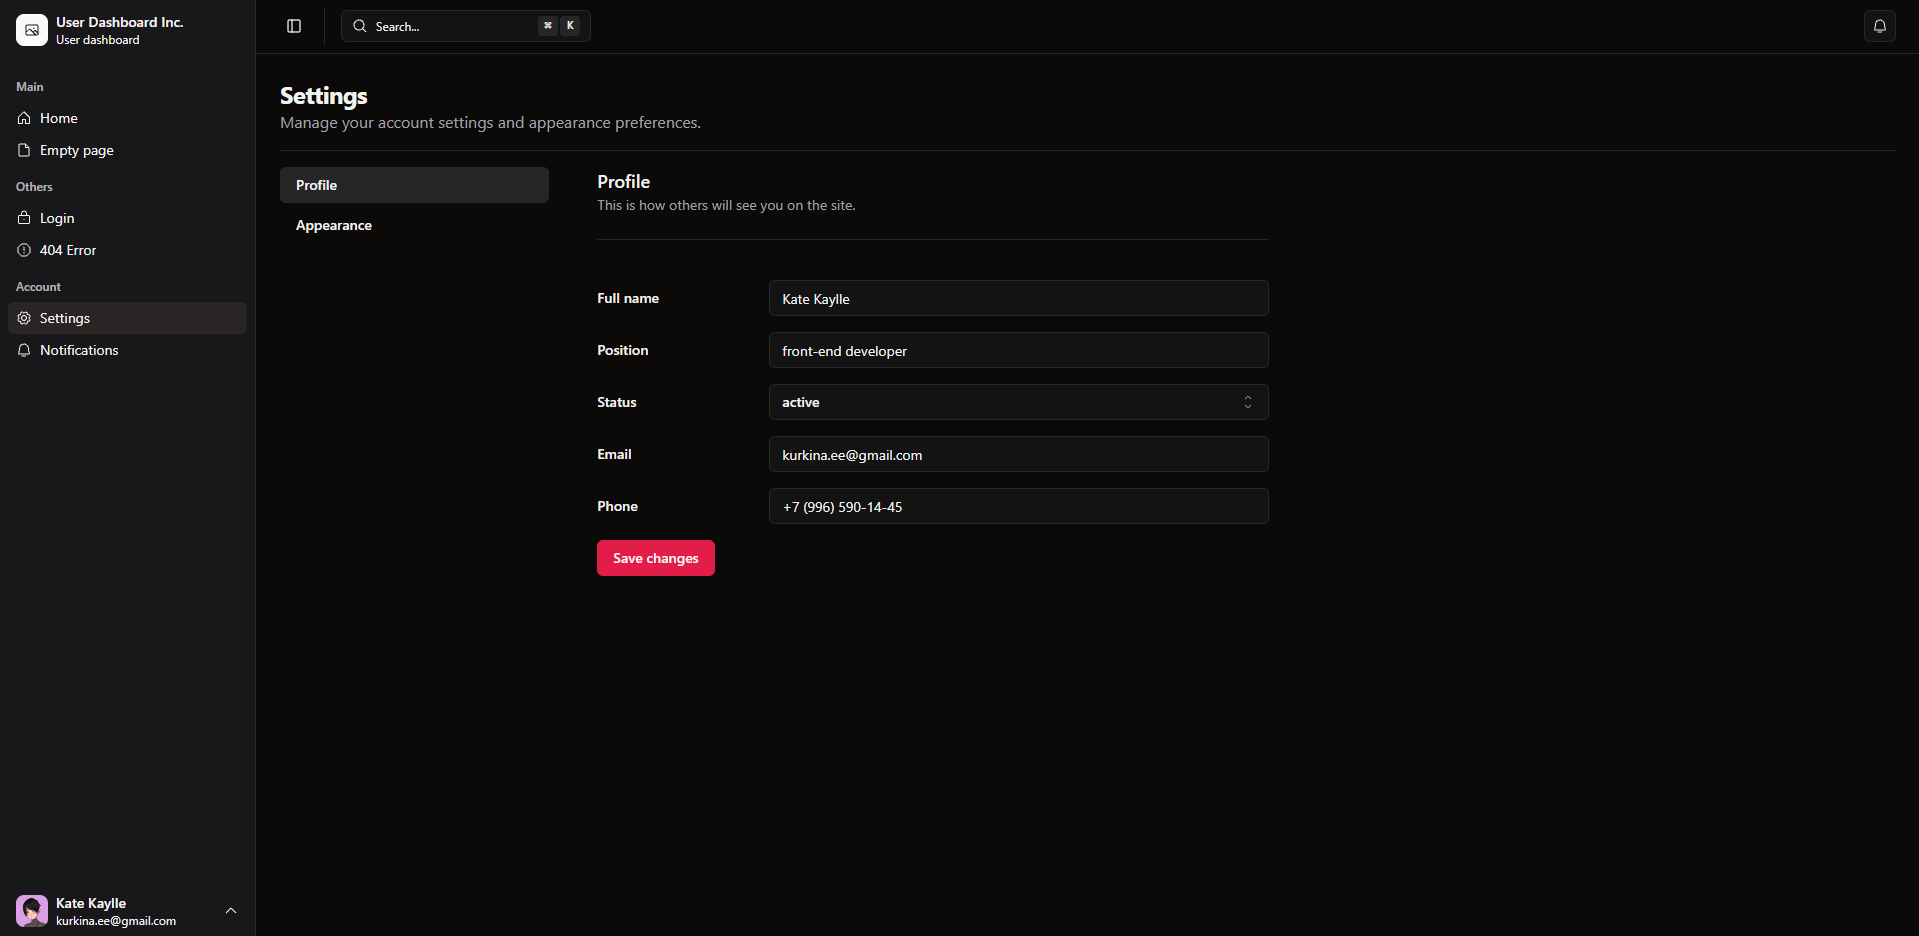 User Dashboard Inc.
User dashboard
Main
Home
Empty page
Others
Login
404 Error
Account
Settings
Notifications
Kate Kaylle
kurkina.ee@gmail.com
Search...
⌘ K
Settings
Manage your account settings and appearance preferences.
Profile
Appearance
Profile
This is how others will see you on the site.
Full name
Kate Kaylle
Position
front-end developer
Status
active
Email
kurkina.ee@gmail.com
Phone
+7 (996) 590-14-45
Save changes